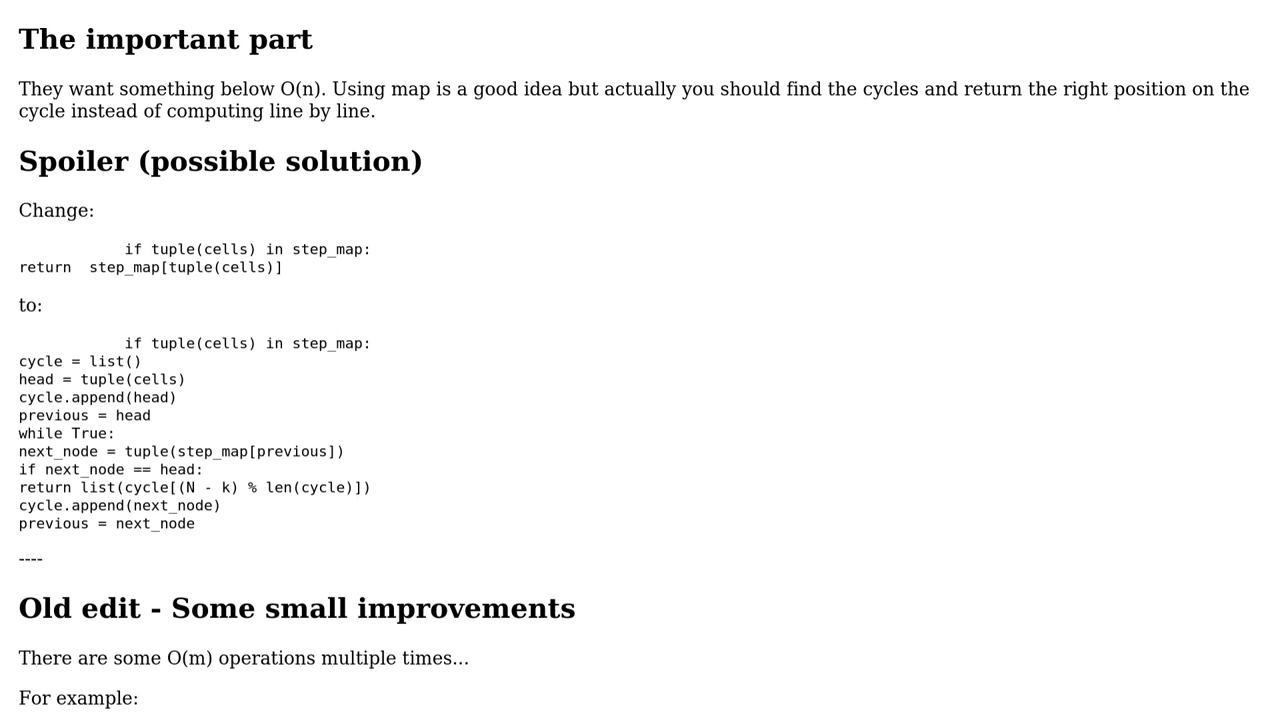 The important part
They want something below O(n). Using map is a good idea but actually you should find the cycles and return the right position on the
cycle instead of computing line by line.
Spoiler (possible solution)
Change:
            if tuple(cells) in step_map:
return  step_map[tuple(cells)]
to:
            if tuple(cells) in step_map:
cycle = list()
head = tuple(cells)
cycle.append(head)
previous = head
while True:
next_node = tuple(step_map[previous])
if next_node == head:
return list(cycle[(N - k) % len(cycle)])
cycle.append(next_node)
previous = next_node
----
Old edit - Some small improvements
There are some O(m) operations multiple times...
For example: